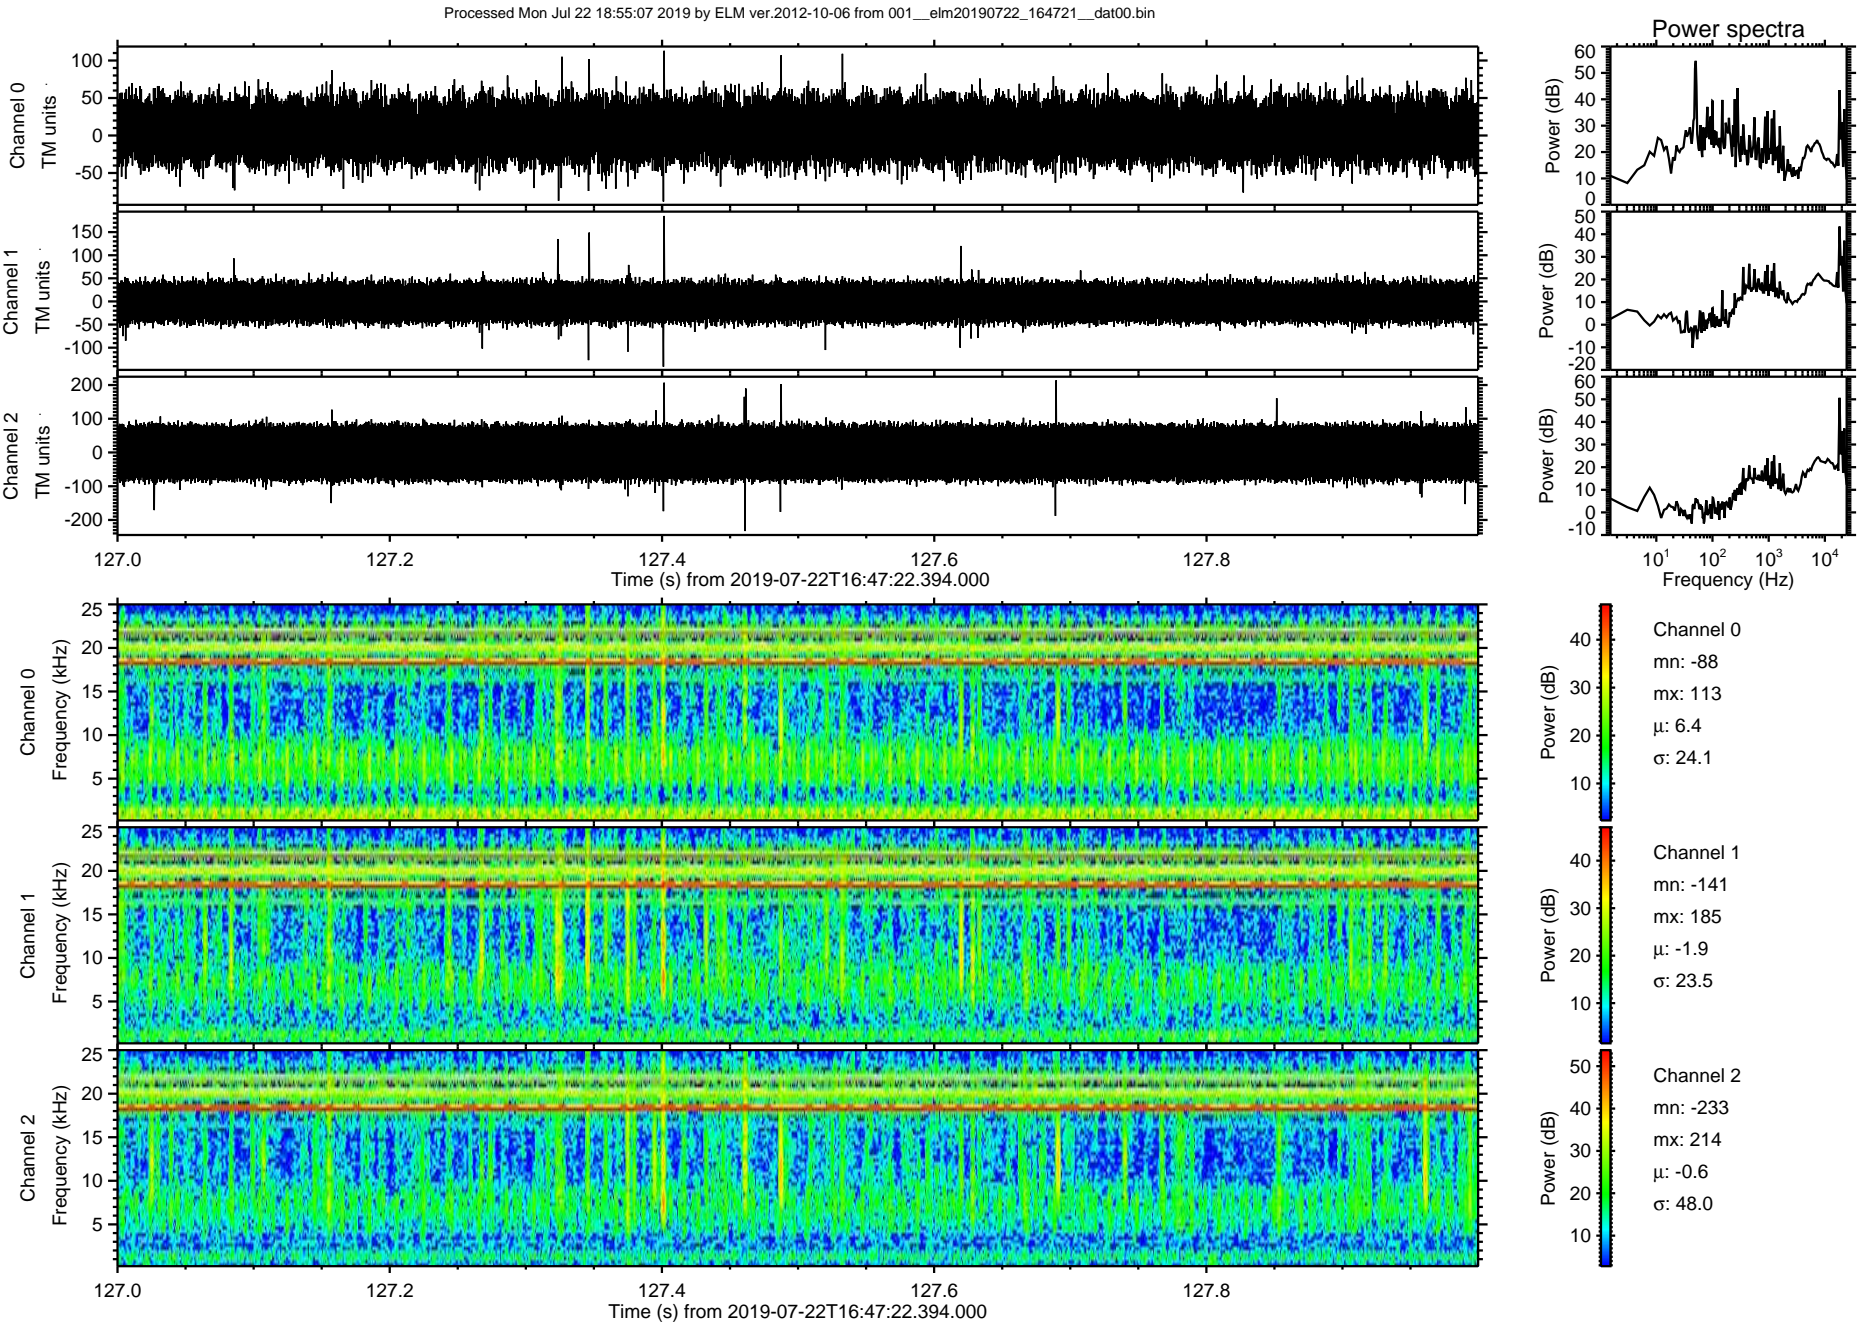 Processed Mon Jul 22 18:55:07 2019 by ELM ver.2012-10-06 from 001__elm20190722_164721__dat00.bin
Power spectra
Channel 0
TM units
100
50
0
-50
Power (dB)
60
50
40
30
20
10
0
Channel 1
TM units
150
100
50
0
-50
-100
Power (dB)
50
40
30
20
10
0
-10
-20
Channel 2
TM units
200
100
0
-100
-200
Power (dB)
60
50
40
30
20
10
0
-10
127.0 127.2 127.4 127.6 127.8
Time (s) from 2019-07-22T16:47:22.394.000
10^1 10^2 10^3 10^4
Frequency (Hz)
Channel 0
Frequency (kHz)
25
20
15
10
5
Power (dB)
40
30
20
10
Channel 0
mn: -88
mx: 113
μ: 6.4
σ: 24.1
Channel 1
Frequency (kHz)
25
20
15
10
5
Power (dB)
40
30
20
10
Channel 1
mn: -141
mx: 185
μ: -1.9
σ: 23.5
Channel 2
Frequency (kHz)
25
20
15
10
5
Power (dB)
50
40
30
20
10
Channel 2
mn: -233
mx: 214
μ: -0.6
σ: 48.0
127.0 127.2 127.4 127.6 127.8
Time (s) from 2019-07-22T16:47:22.394.000